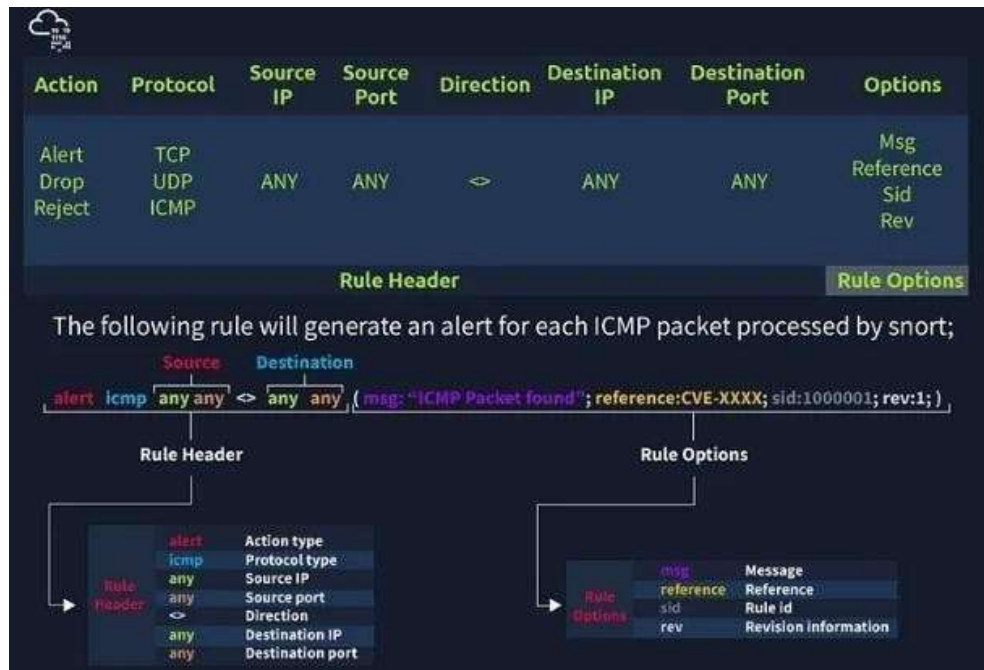 Action Protocol Source IP Source Port Direction Destination IP Destination Port Options
Alert
Drop
Reject
TCP
UDP
ICMP
ANY ANY <> ANY ANY
Msg
Reference
Sid
Rev
Rule Header Rule Options
The following rule will generate an alert for each ICMP packet processed by snort;
Source Destination
alert icmp any any <> any any ( msg: “ICMP Packet found”; reference:CVE-XXXX; sid:1000001; rev:1; )
Rule Header Rule Options
Rule Header
alert Action type
icmp Protocol type
any Source IP
any Source port
<> Direction
any Destination IP
any Destination port
Rule Options
msg Message
reference Reference
sid Rule id
rev Revision information